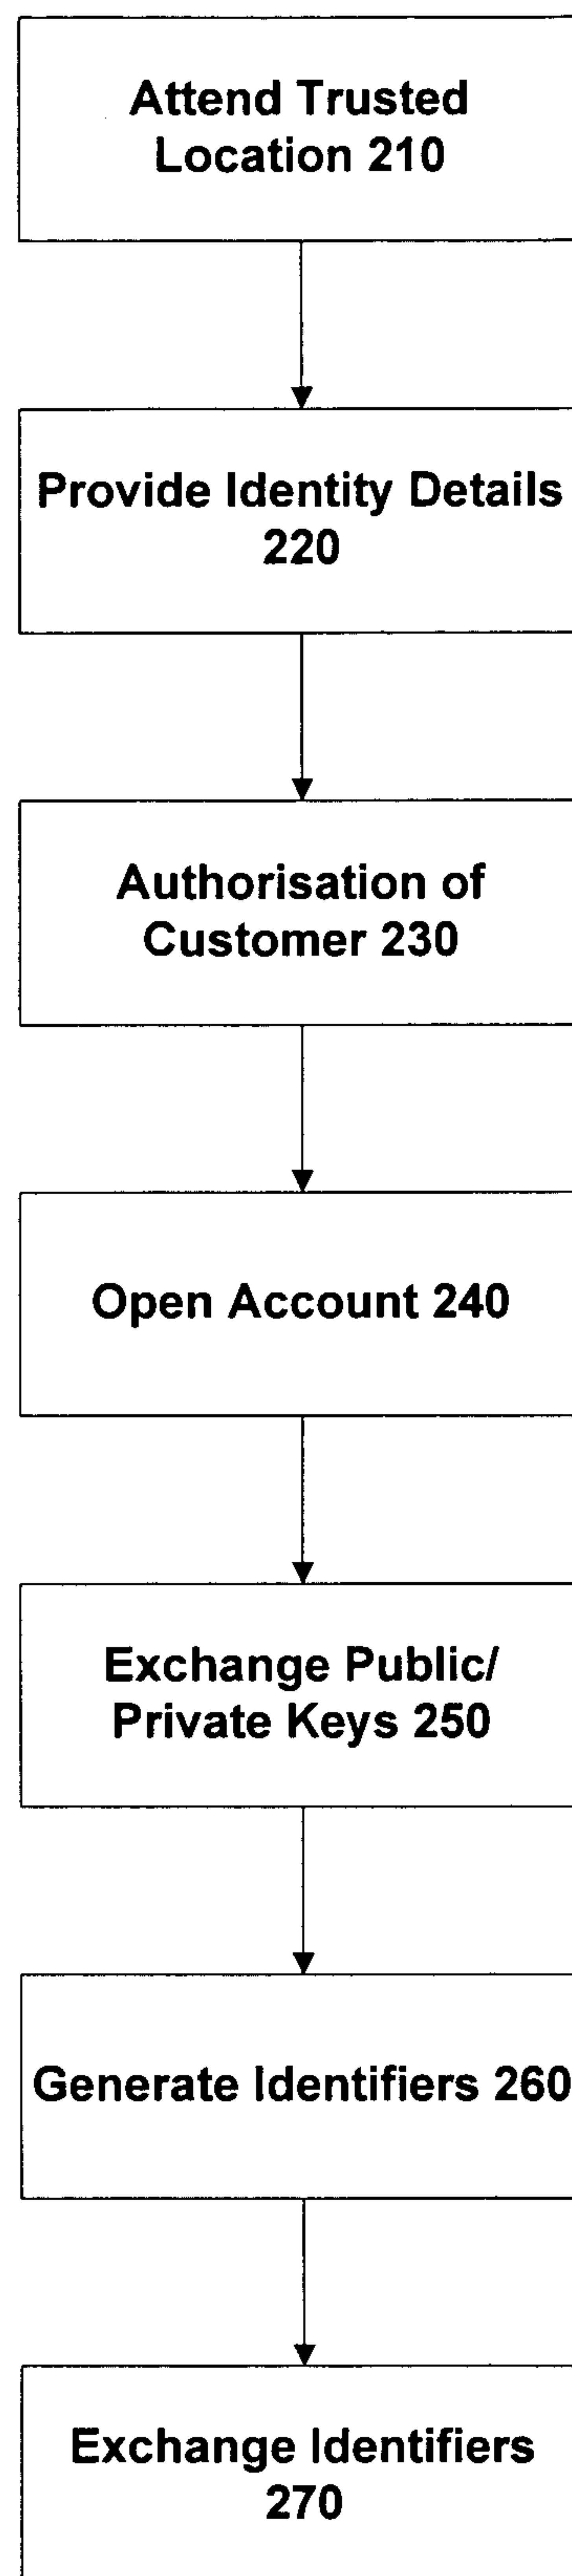 Attend Trusted
Location 210
Provide Identity Details
220
Authorisation of
Customer 230
Open Account 240
Exchange Public/
Private Keys 250
Generate Identifiers 260
Exchange Identifiers
270